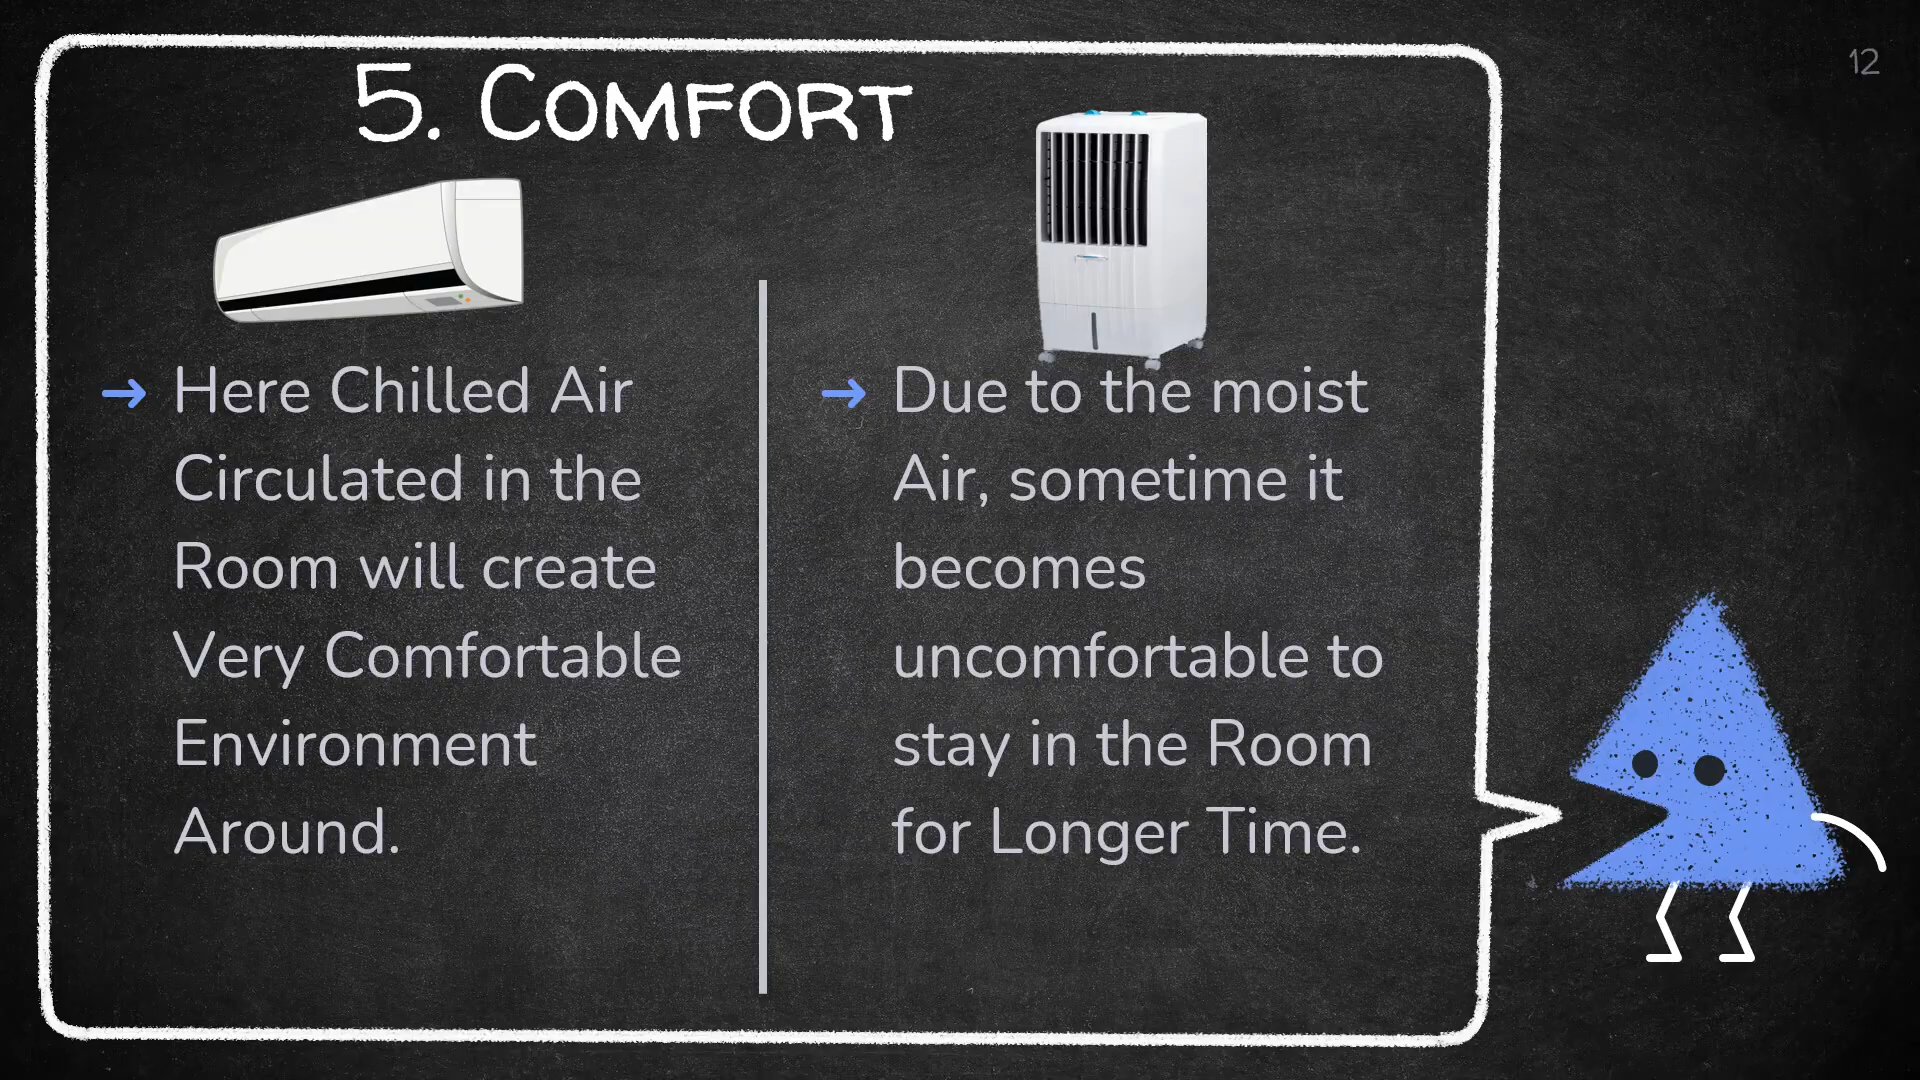 12
5. Comfort
Here Chilled Air
Circulated in the
Room will create
Very Comfortable
Environment
Around.
Due to the moist
Air, sometime it
becomes
uncomfortable to
stay in the Room
for Longer Time.